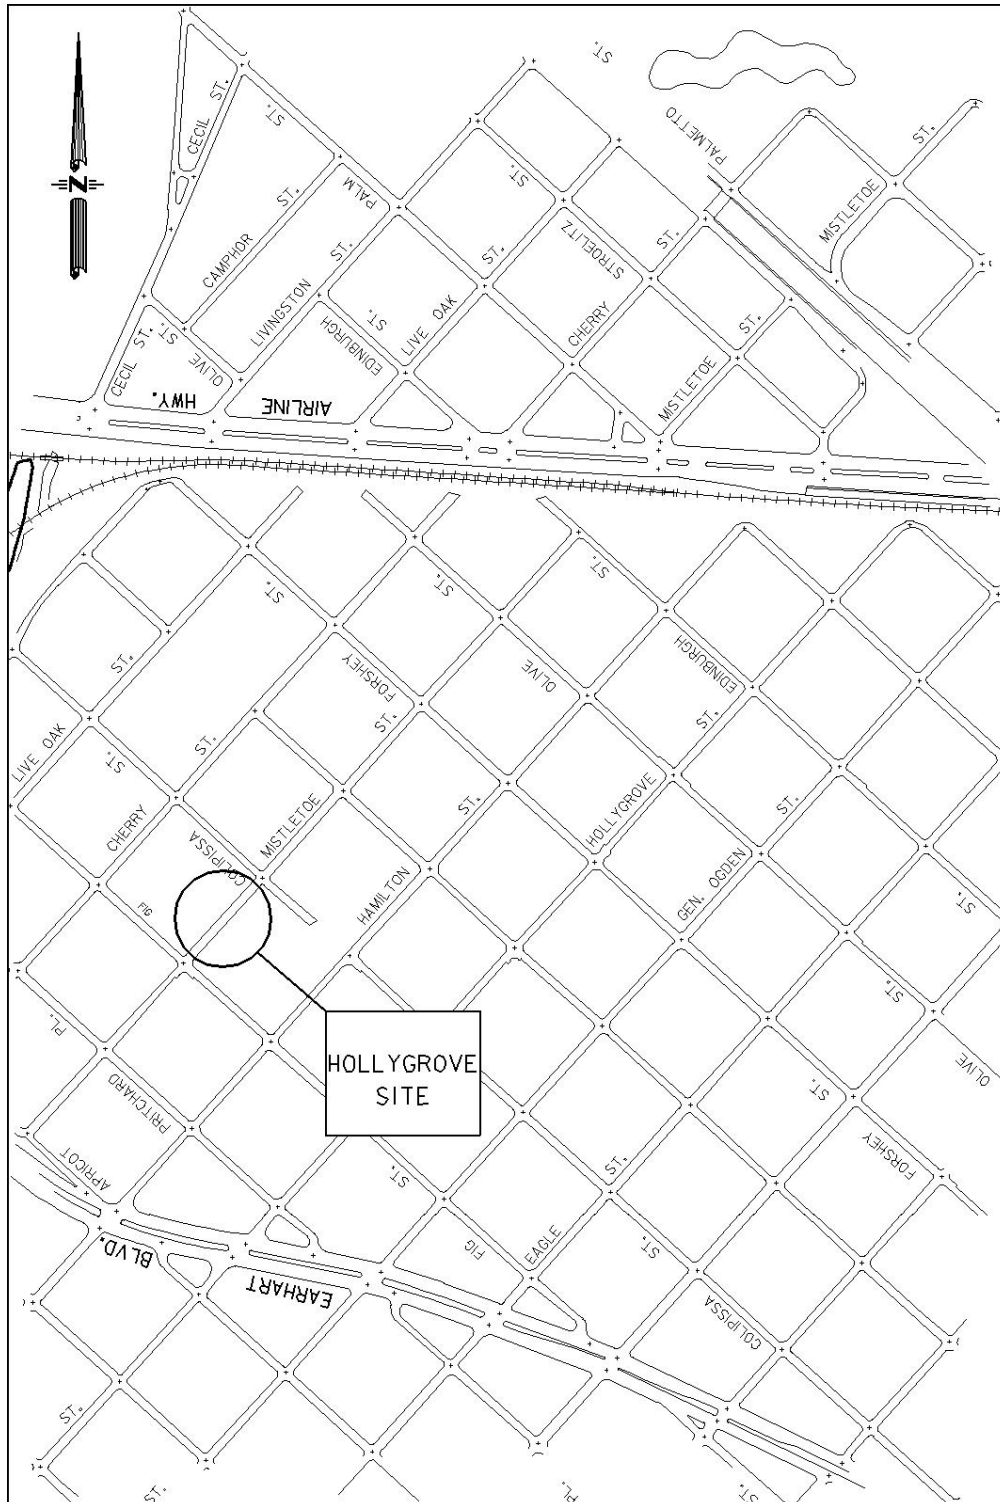 ST.
CECIL ST.
ST.
PALMETTO
ST.
ST.
MISTLETOE
PALM
ST.
N
STROELITZ
ST.
CAMPHOR
ST.
ST.
LIVINGSTON
ST.
LIVE OAK
EDINBURGH
CHERRY
ST.
CECIL ST.
ST.
OLIVE
MISTLETOE
HWY.
AIRLINE
ST.
ST.
ST.
ST.
FORSHEY
OLIVE
EDINBURGH
ST.
ST.
LIVE OAK
ST.
ST.
HOLLYGROVE
ST.
ST.
CHERRY
MISTLETOE
COLIPISSA
HAMILTON
GEN. OGDEN
ST.
FIG
ST.
PL.
OLIVE
HOLLYGROVE
SITE
ST.
PRITCHARD
FORSHEY
APRICOT
ST.
ST.
FIG
EAGLE
ST.
BLVD.
EARHART
COLIPISSA
ST.
ST.
PL.
ST.